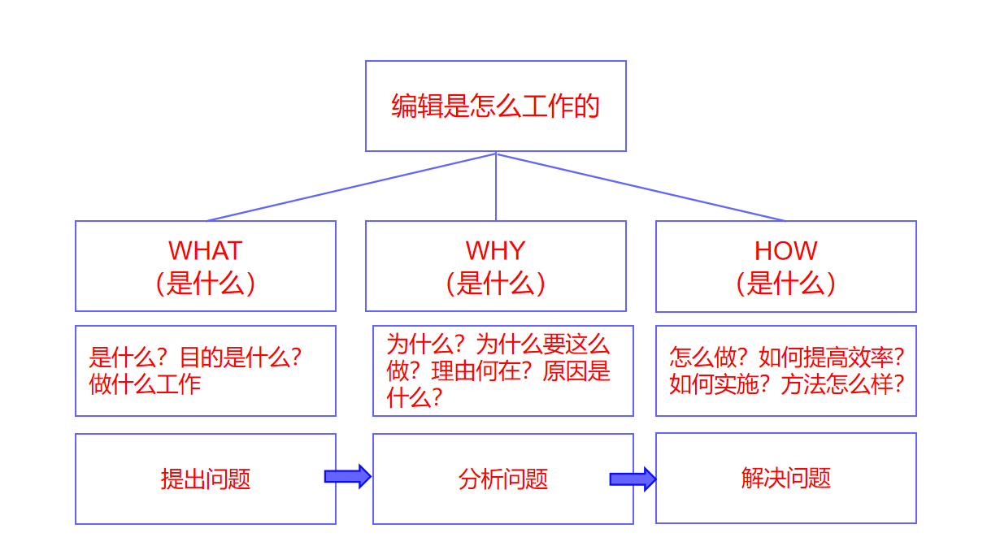 编辑是怎么工作的
WHAT
（是什么）
WHY
（是什么）
HOW
（是什么）
是什么？目的是什么？
做什么工作
为什么？为什么要这么
做？理由何在？原因是
什么？
怎么做？如何提高效率？
如何实施？方法怎么样？
提出问题
分析问题
解决问题